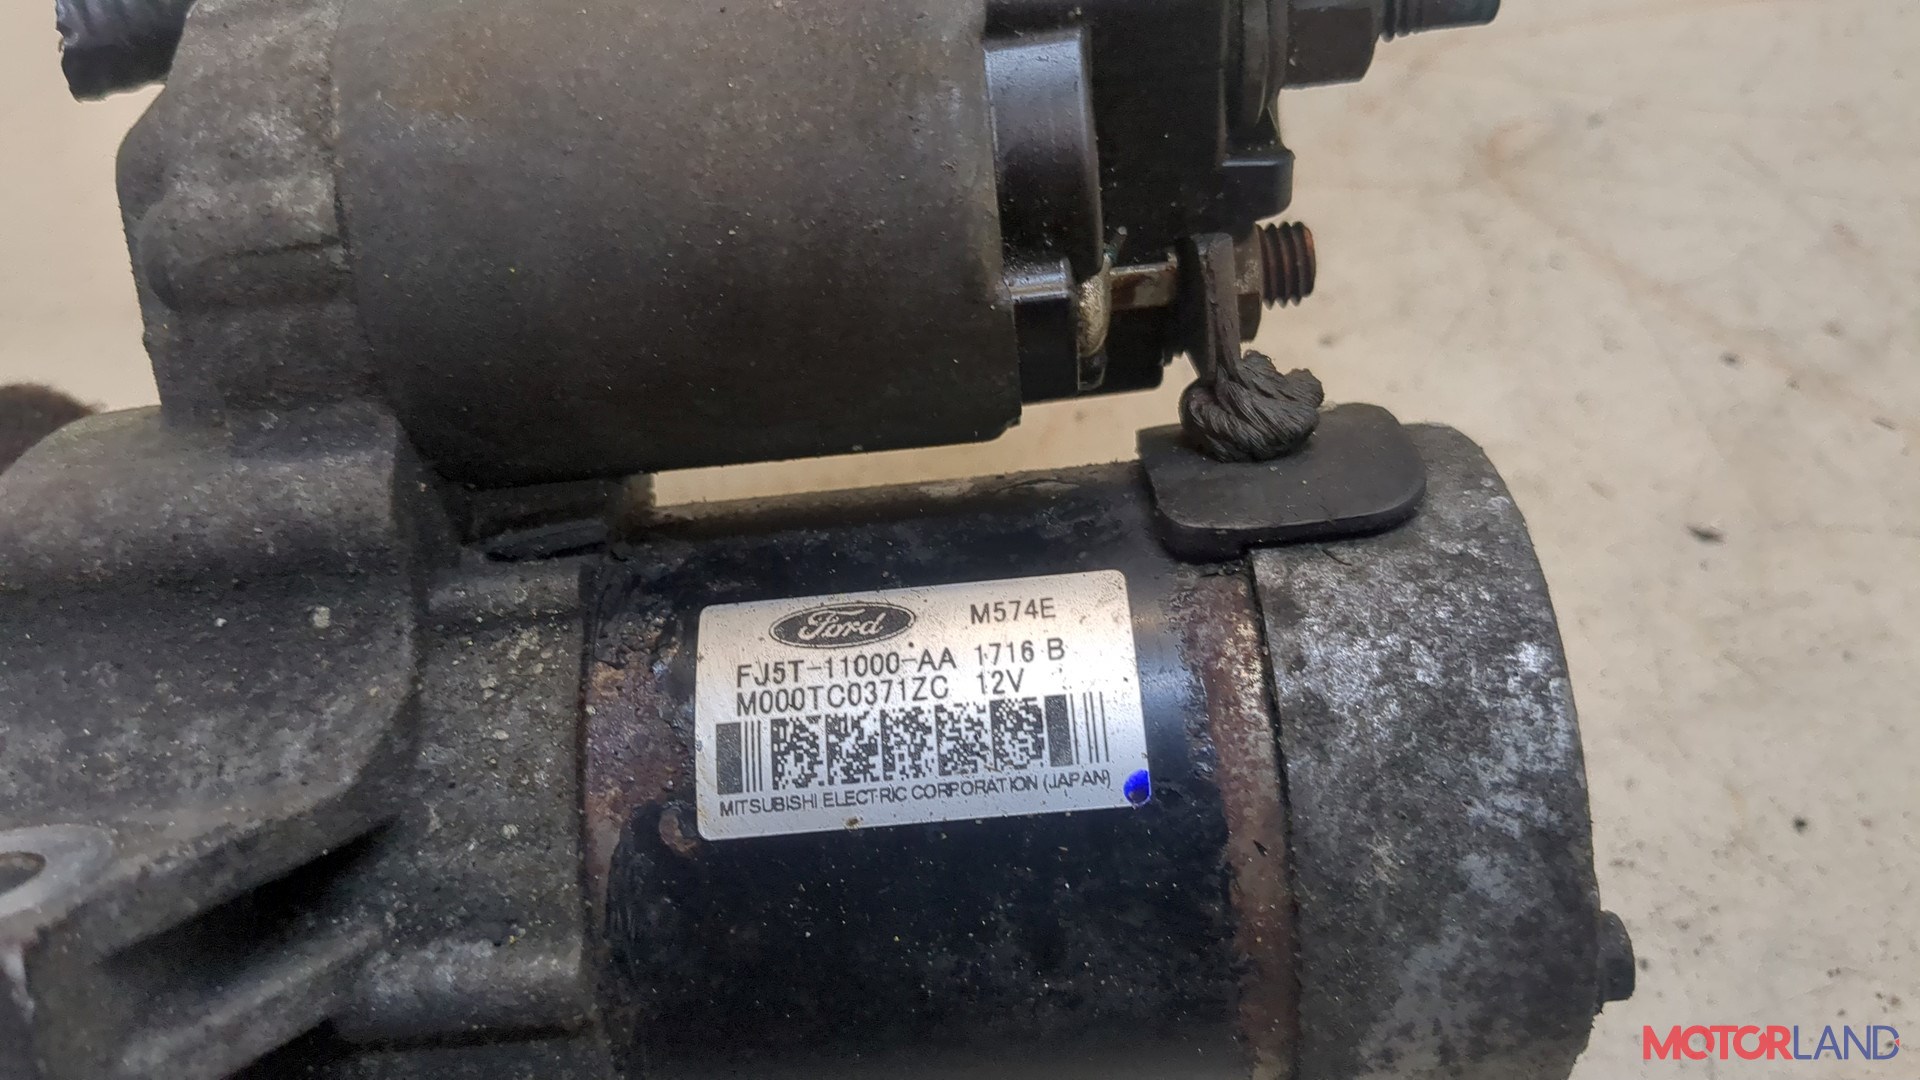 Ford M574E
FJ5T-11000-AA 1716 B
M000TC0371ZC 12V
MITSUBISHI ELECTRIC CORPORATION (JAPAN)
MOTORLAND